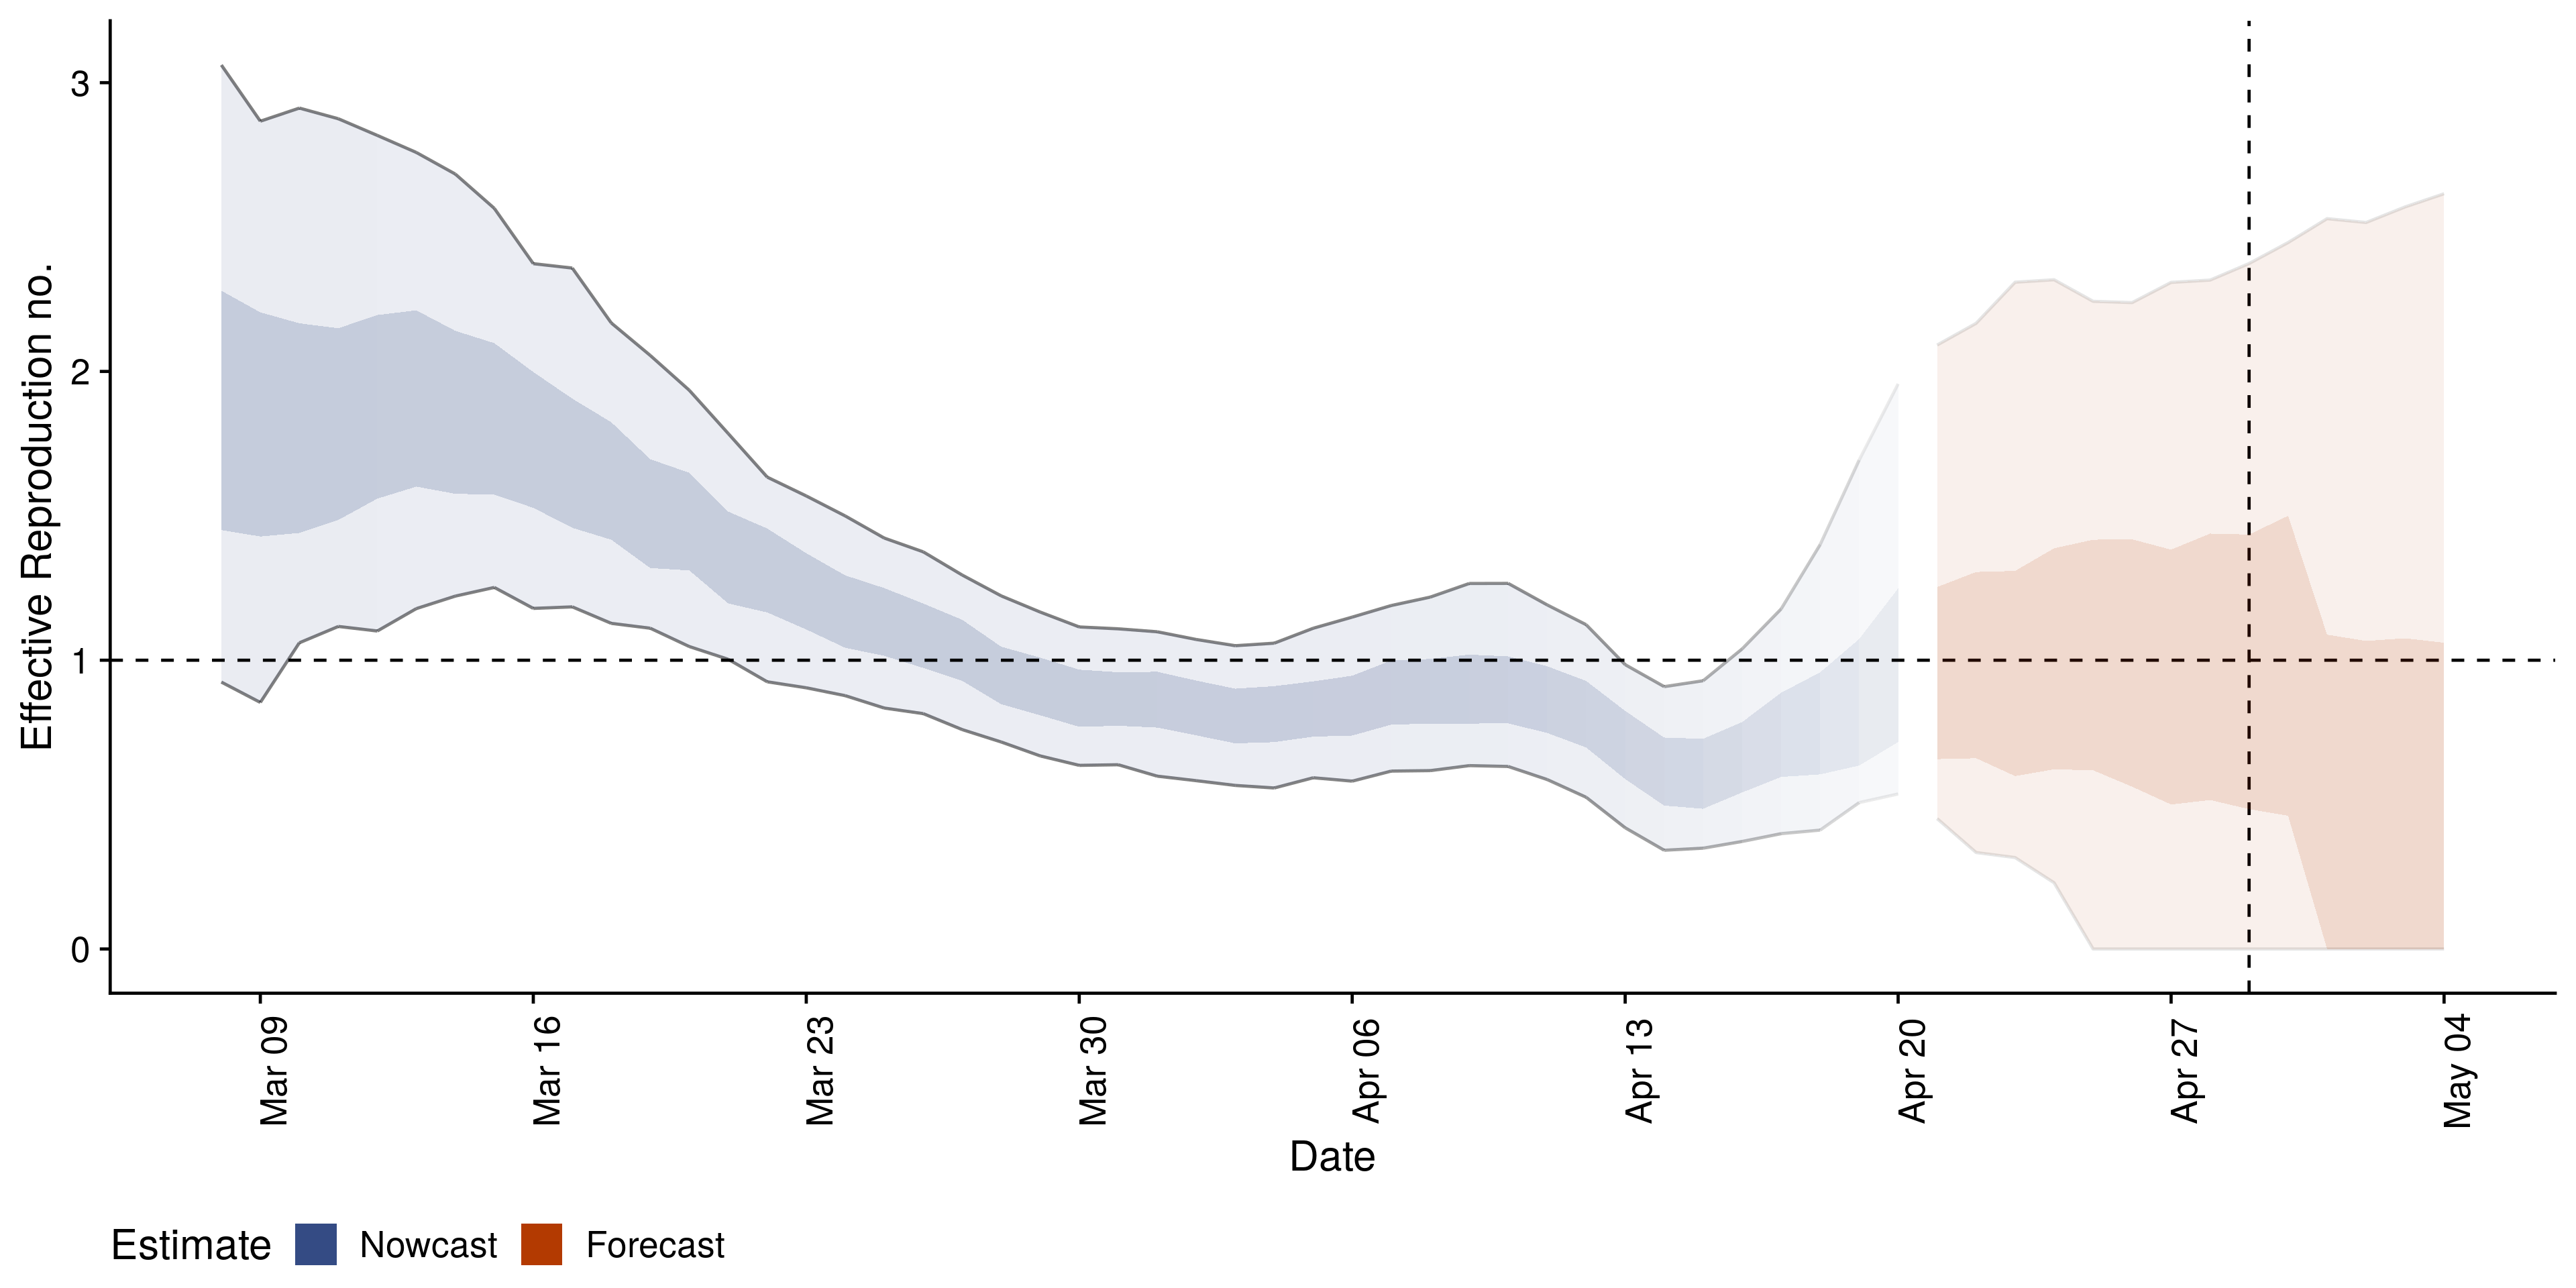 Effective Reproduction no.
3
2
1
0
Mar 09
Mar 16
Mar 23
Mar 30
Apr 06
Apr 13
Apr 20
Apr 27
May 04
Date
Estimate Nowcast Forecast